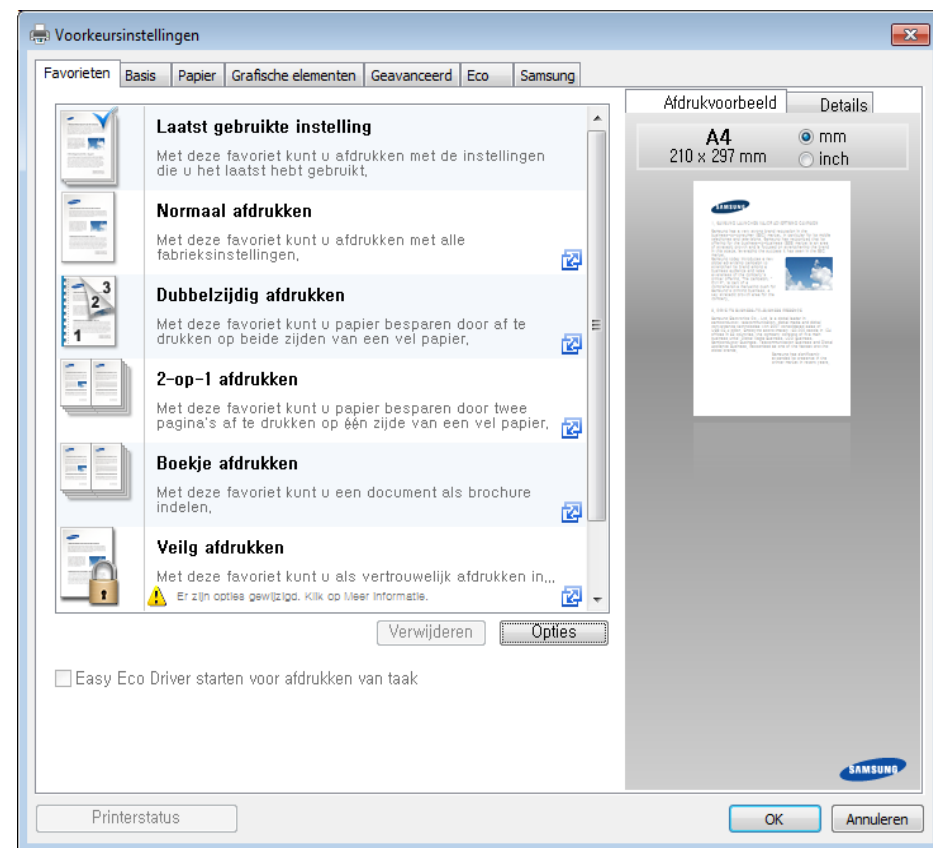 Voorkeursinstellingen
Favorieten Basis Papier Grafische elementen Geavanceerd Eco Samsung
Laatst gebruikte instelling
Met deze favoriet kunt u afdrukken met de instellingen
die u het laatst hebt gebruikt.
Normaal afdrukken
Met deze favoriet kunt u afdrukken met alle
fabrieksinstellingen.
3
2
1
Dubbelzijdig afdrukken
Met deze favoriet kunt u papier besparen door af te
drukken op beide zijden van een vel papier.
2-op-1 afdrukken
Met deze favoriet kunt u papier besparen door twee
pagina's af te drukken op één zijde van een vel papier.
Boekje afdrukken
Met deze favoriet kunt u een document als brochure
indelen.
Veilg afdrukken
Met deze favoriet kunt u als vertrouwelijk afdrukken in...
Er zijn opties gewijzigd. Klik op Meer informatie.
Verwijderen Opties
Easy Eco Driver starten voor afdrukken van taak
Afdrukvoorbeeld Details
A4
210 x 297 mm
mm
inch
SAMSUNG
SAMSUNG
Printerstatus OK Annuleren